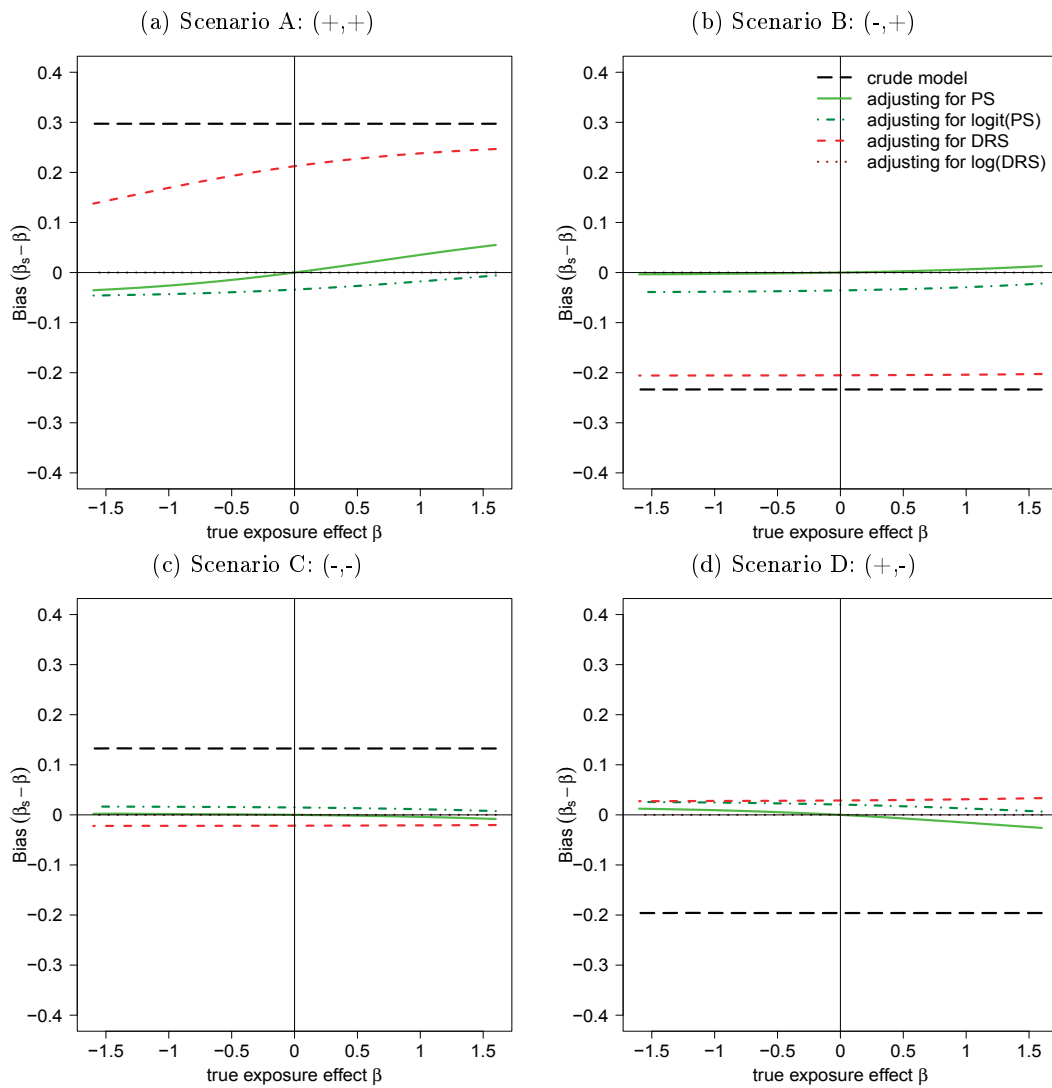 (a) Scenario A: (+,+)
0.4
0.3
0.2
0.1
0
−0.1
−0.2
−0.3
−0.4
Bias (βs − β)
−1.5 −1 −0.5 0 0.5 1 1.5
true exposure effect β
(b) Scenario B: (-,+)
crude model
adjusting for PS
adjusting for logit(PS)
adjusting for DRS
adjusting for log(DRS)
0.4
0.3
0.2
0.1
0
−0.1
−0.2
−0.3
−0.4
Bias (βs − β)
−1.5 −1 −0.5 0 0.5 1 1.5
true exposure effect β
(c) Scenario C: (-,-)
0.4
0.3
0.2
0.1
0
−0.1
−0.2
−0.3
−0.4
Bias (βs − β)
−1.5 −1 −0.5 0 0.5 1 1.5
true exposure effect β
(d) Scenario D: (+,-)
0.4
0.3
0.2
0.1
0
−0.1
−0.2
−0.3
−0.4
Bias (βs − β)
−1.5 −1 −0.5 0 0.5 1 1.5
true exposure effect β